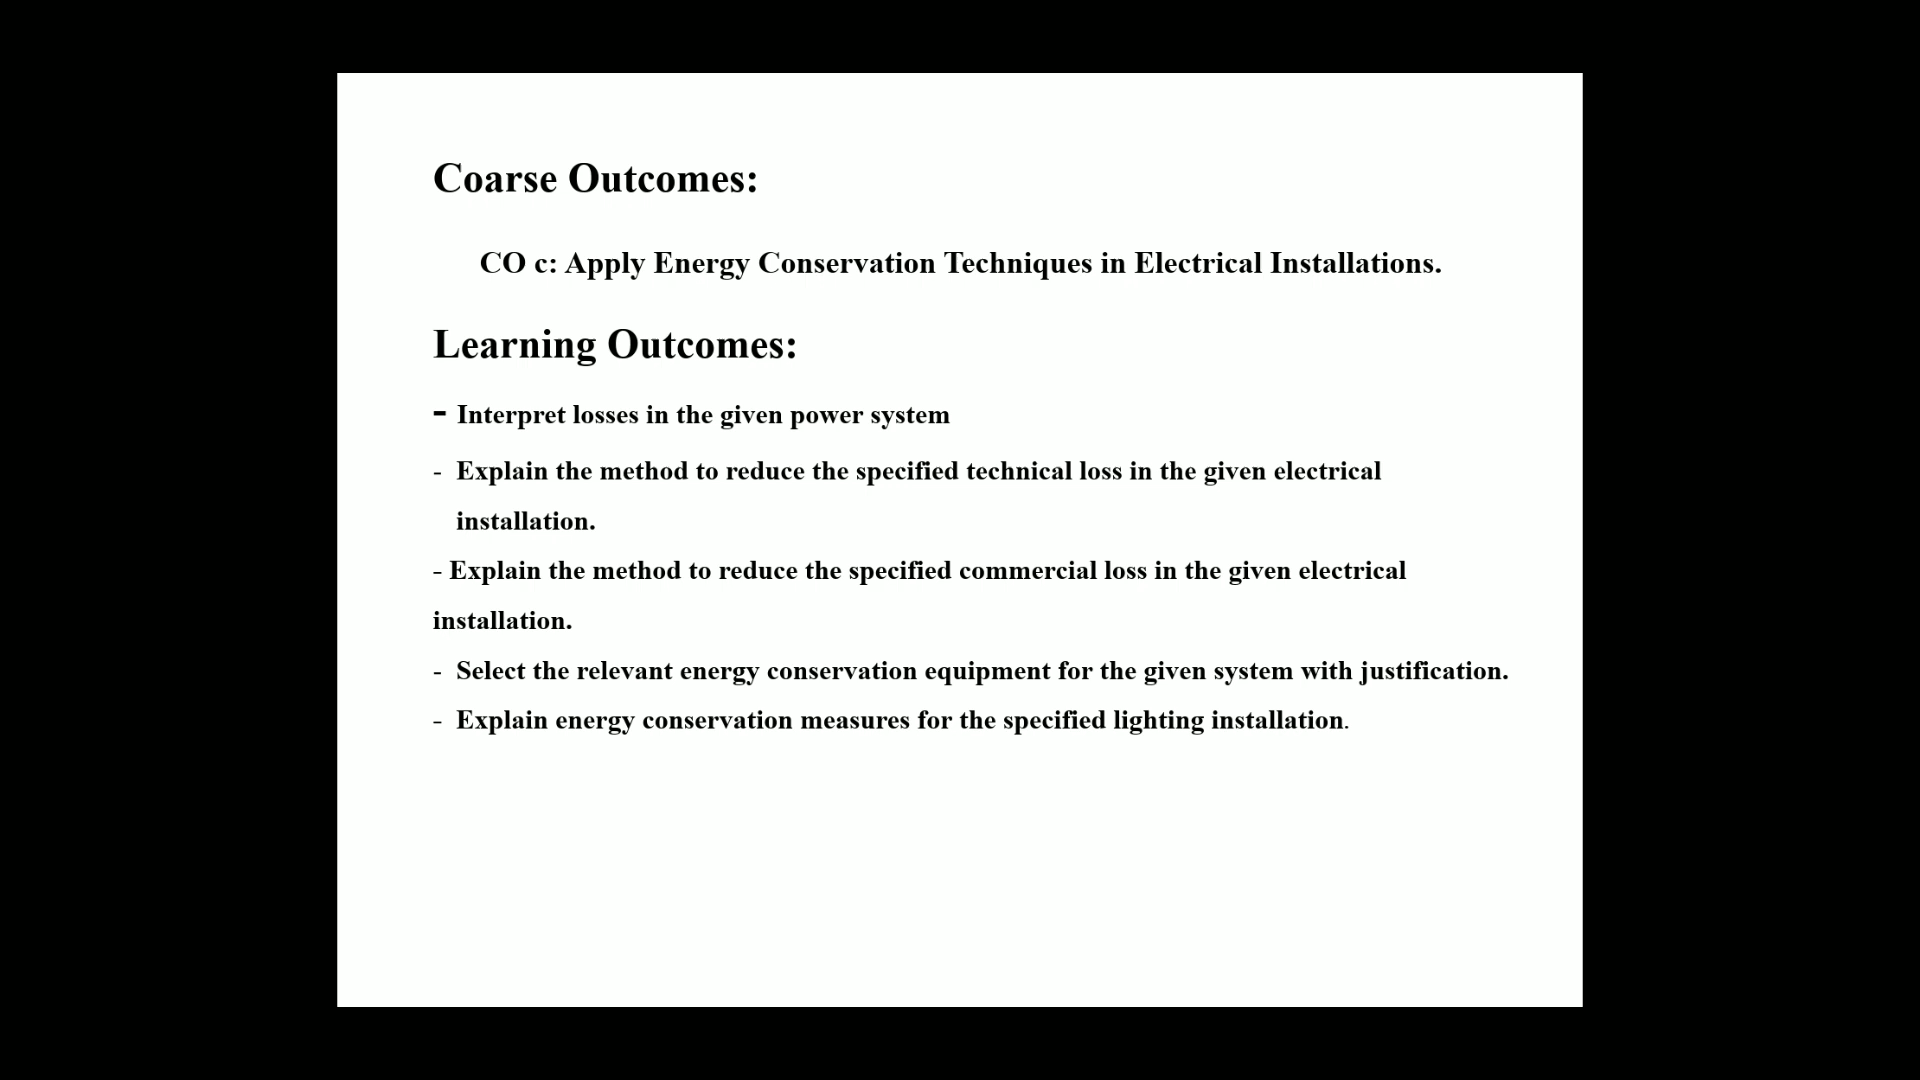 Coarse Outcomes:
CO c: Apply Energy Conservation Techniques in Electrical Installations.
Learning Outcomes:
- Interpret losses in the given power system
- Explain the method to reduce the specified technical loss in the given electrical
installation.
- Explain the method to reduce the specified commercial loss in the given electrical
installation.
- Select the relevant energy conservation equipment for the given system with justification.
- Explain energy conservation measures for the specified lighting installation.